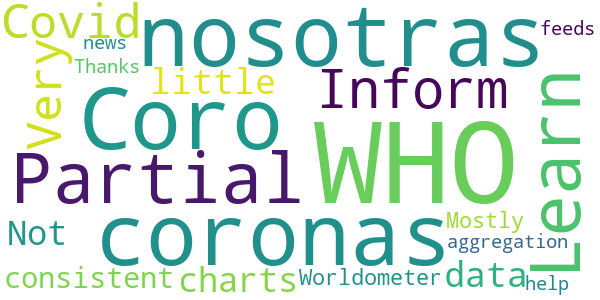 Covid
news
Thanks
nosotras
feeds
Very
little
Inform
Coro
WHO
Learn
Partial
coronas
Not
Mostly
aggregation
consistent
charts
Worldometer
data
help